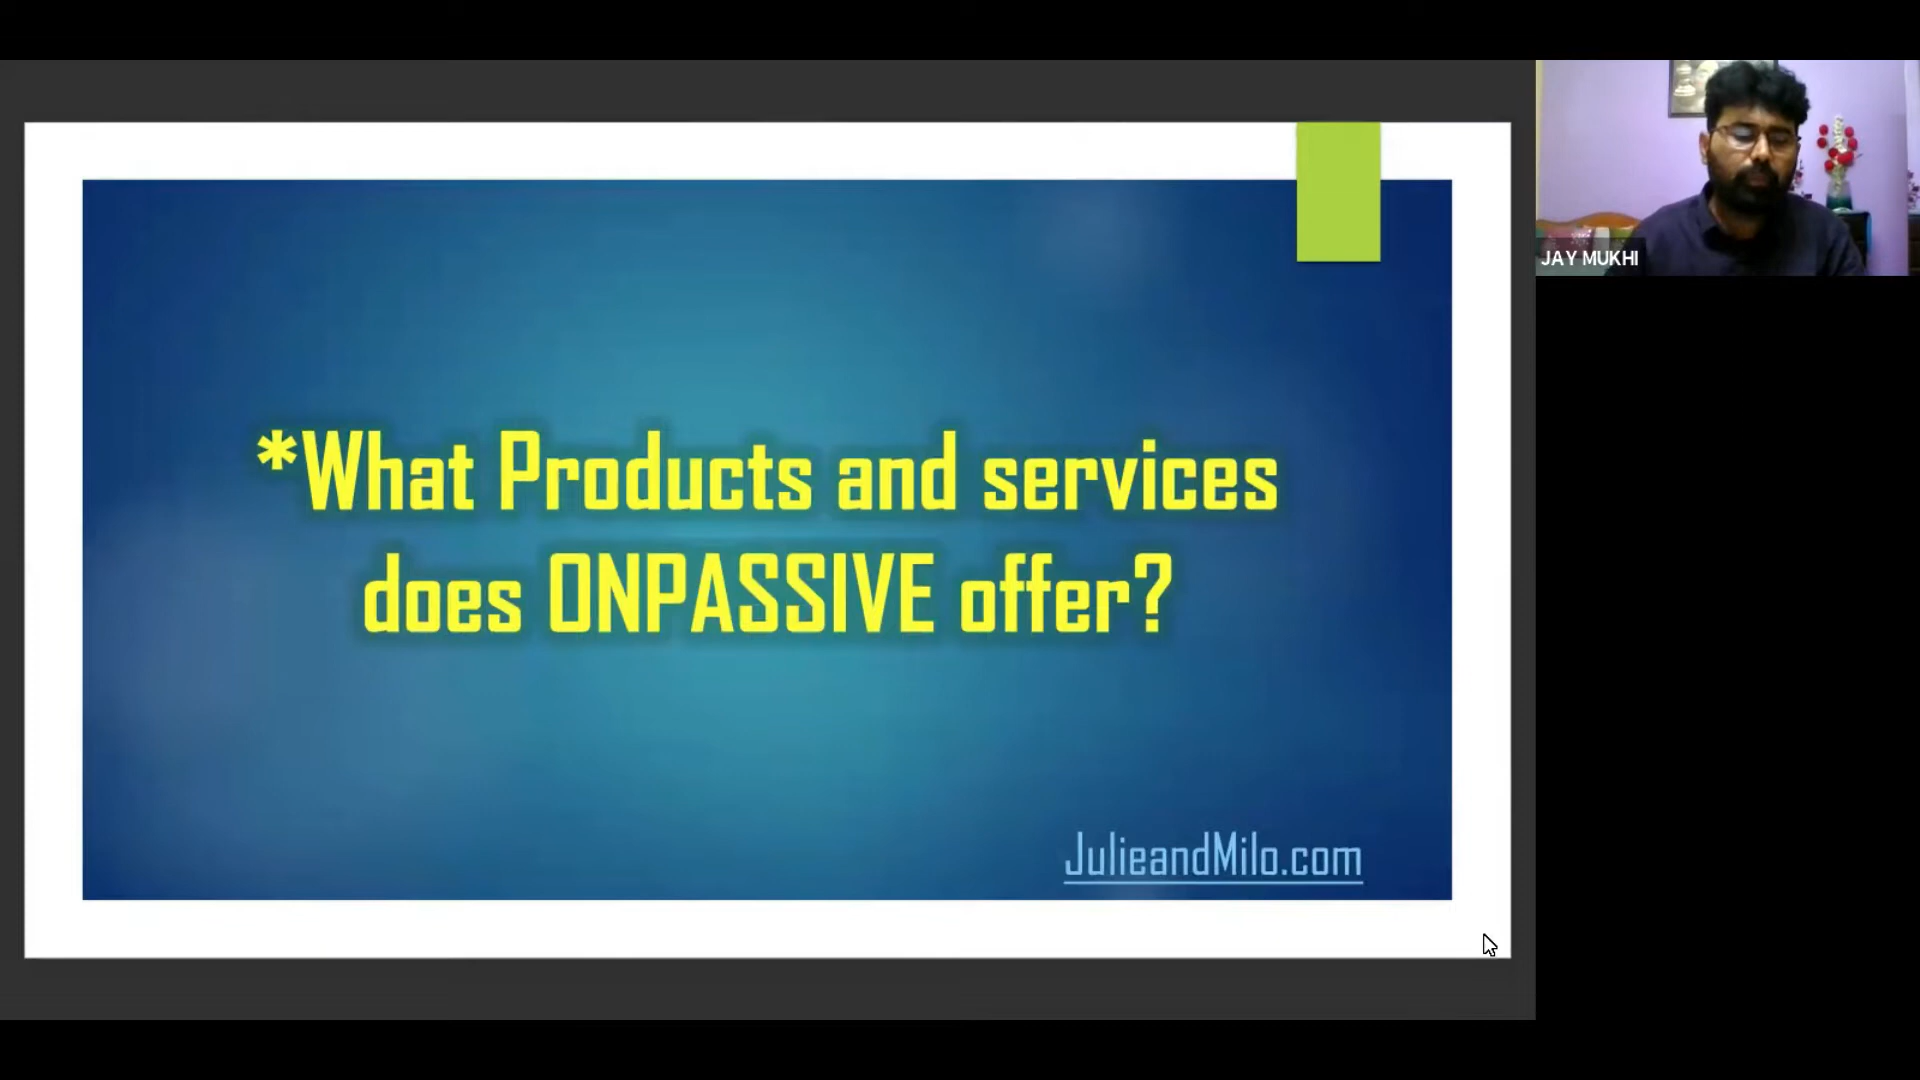 *What Products and services
does ONPASSIVE offer?
JulieandMilo.com
JAY MUKHI